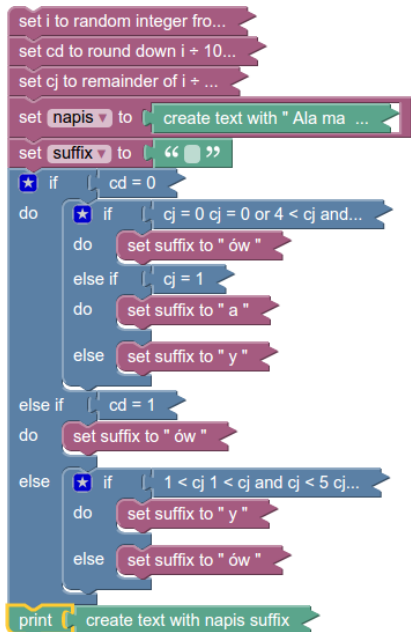 set i to random integer fro...
set cd to round down i ÷ 10...
set cj to remainder of i ÷ ...
set napis ▾ to create text with " Ala ma ...
set suffix ▾ to “ ”
if cd = 0
do if cj = 0 cj = 0 or 4 < cj and...
do set suffix to " ów "
else if cj = 1
do set suffix to " a "
else set suffix to " y "
else if cd = 1
do set suffix to " ów "
else if 1 < cj 1 < cj and cj < 5 cj...
do set suffix to " y "
else set suffix to " ów "
print create text with napis suffix